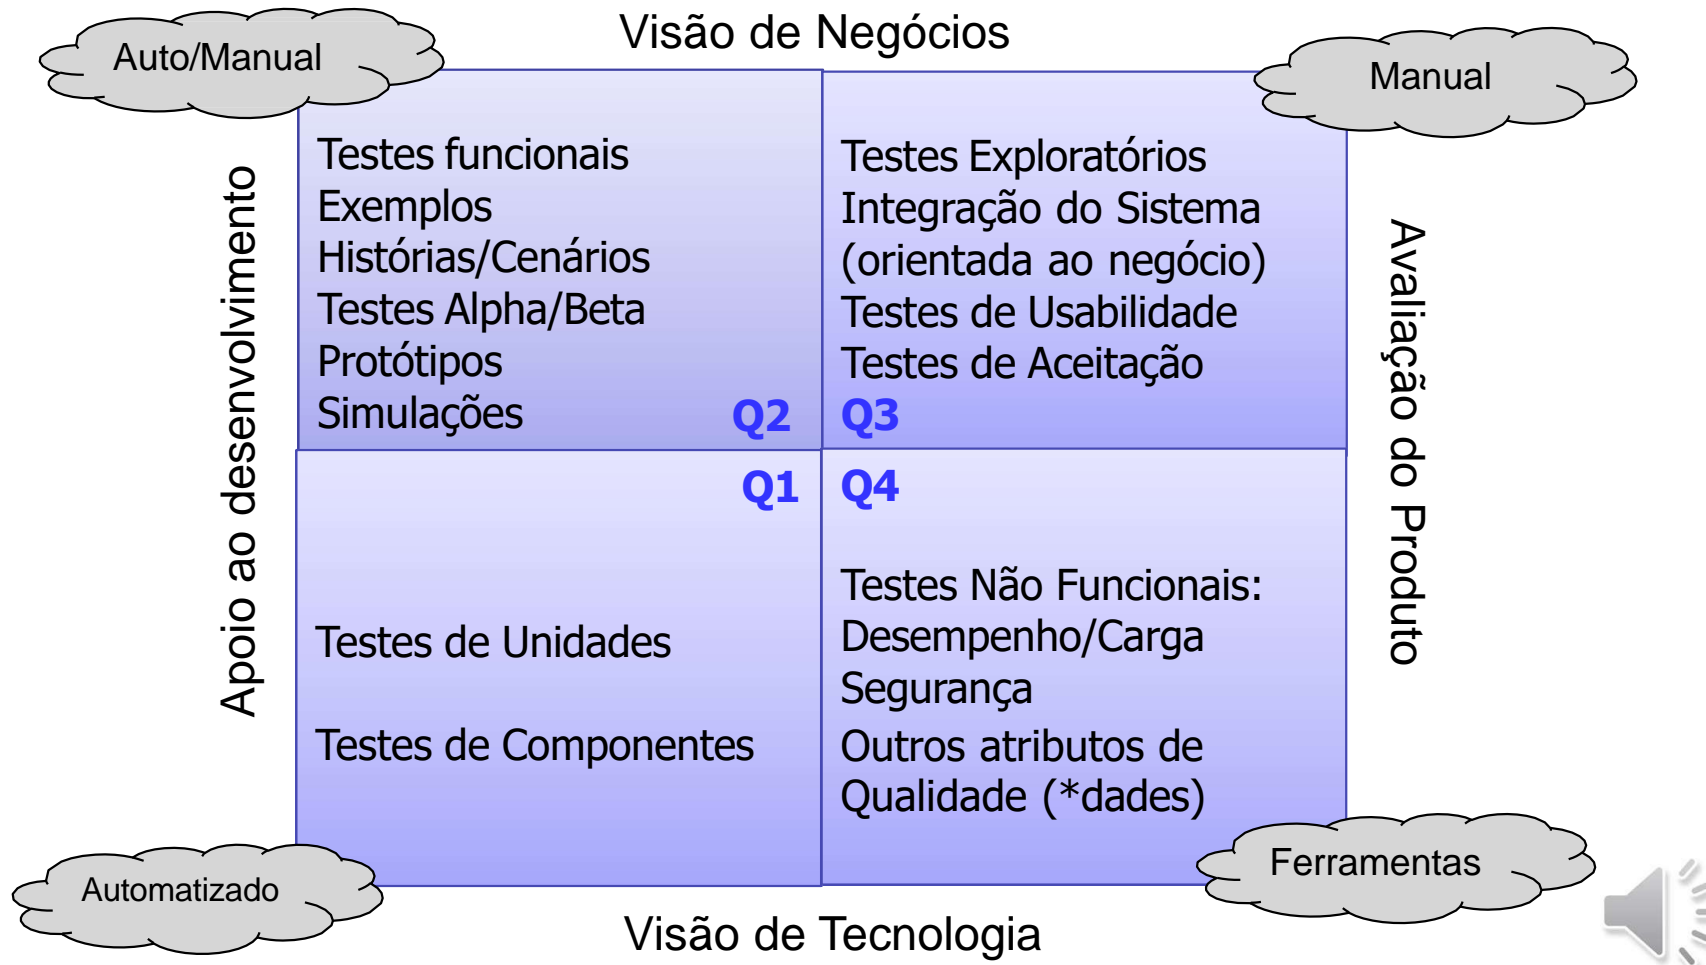 Visão de Negócios
Auto/Manual
Manual
Apoio ao desenvolvimento
Testes funcionais
Exemplos
Histórias/Cenários
Testes Alpha/Beta
Protótipos
Simulações
Q2
Testes Exploratórios
Integração do Sistema
(orientada ao negócio)
Testes de Usabilidade
Testes de Aceitação
Q3
Avaliação do Produto
Q1
Testes de Unidades
Testes de Componentes
Q4
Testes Não Funcionais:
Desempenho/Carga
Segurança
Outros atributos de
Qualidade (*dades)
Automatizado
Ferramentas
Visão de Tecnologia